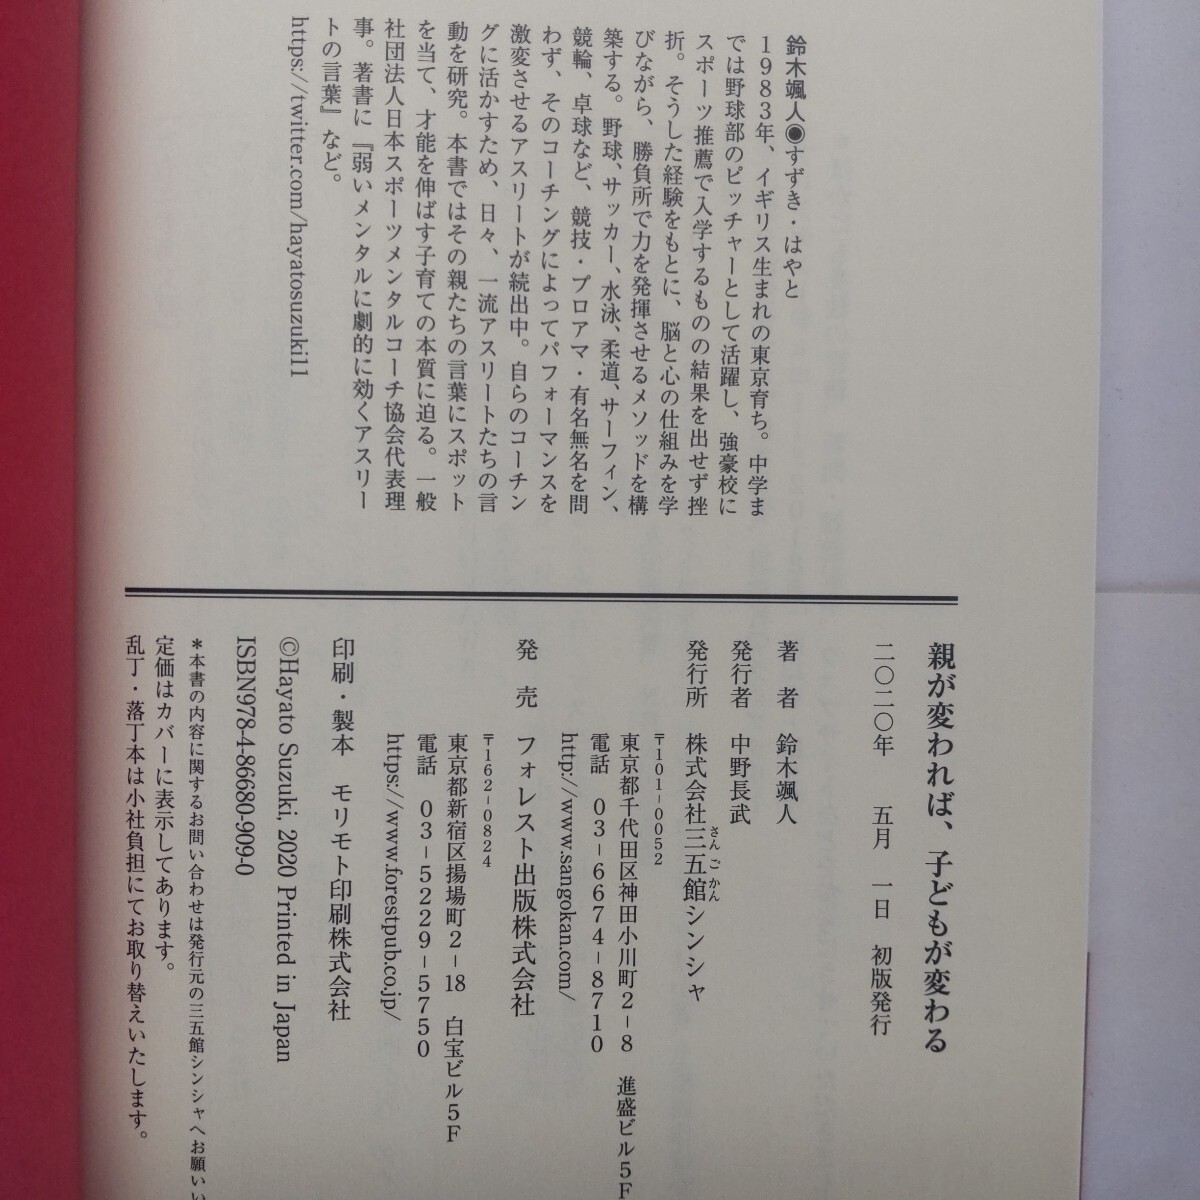 鈴木颯人◉すずき・はやと
1983年、イギリス生まれの東京育ち。中学ま
では野球部のピッチャーとして活躍し、強豪校に
スポーツ推薦で入学するものの結果を出せず挫
折。そうした経験をもとに、脳と心の仕組みを学
びながら、勝負所で力を発揮させるメソッドを構
築する。野球、サッカー、水泳、柔道、サーフィン、
競輪、卓球など、競技・プロアマ・有名無名を問
わず、そのコーチングによってパフォーマンスを
激変させるアスリートが続出中。自らのコーチン
グに活かすため、日々、一流アスリートたちの言
動を研究。本書ではその親たちの言葉にスポット
を当て、才能を伸ばす子育ての本質に迫る。一般
社団法人日本スポーツメンタルコーチ協会代表理
事。著書に『弱いメンタルに劇的に効くアスリー
トの言葉』など。
https://twitter.com/hayatosuzuki11
親が変われば、子どもが変わる
二〇二〇年 五月 一日 初版発行
著 者 鈴木颯人
発行者 中野長武
発行所 株式会社三五館シンシャ
さんごかん
〒101-0052
東京都千代田区神田小川町2-8 進盛ビル5F
電話 03-6674-8710
http://www.sangokan.com/
発 売 フォレスト出版株式会社
〒162-0824
東京都新宿区揚場町2-18 白宝ビル5F
電話 03-5229-5750
https://www.forestpub.co.jp/
印刷・製本 モリモト印刷株式会社
©Hayato Suzuki, 2020 Printed in Japan
ISBN978-4-86680-909-0
*本書の内容に関するお問い合わせは発行元の三五館シンシャへお願いい
定価はカバーに表示してあります。
乱丁・落丁本は小社負担にてお取り替えいたします。